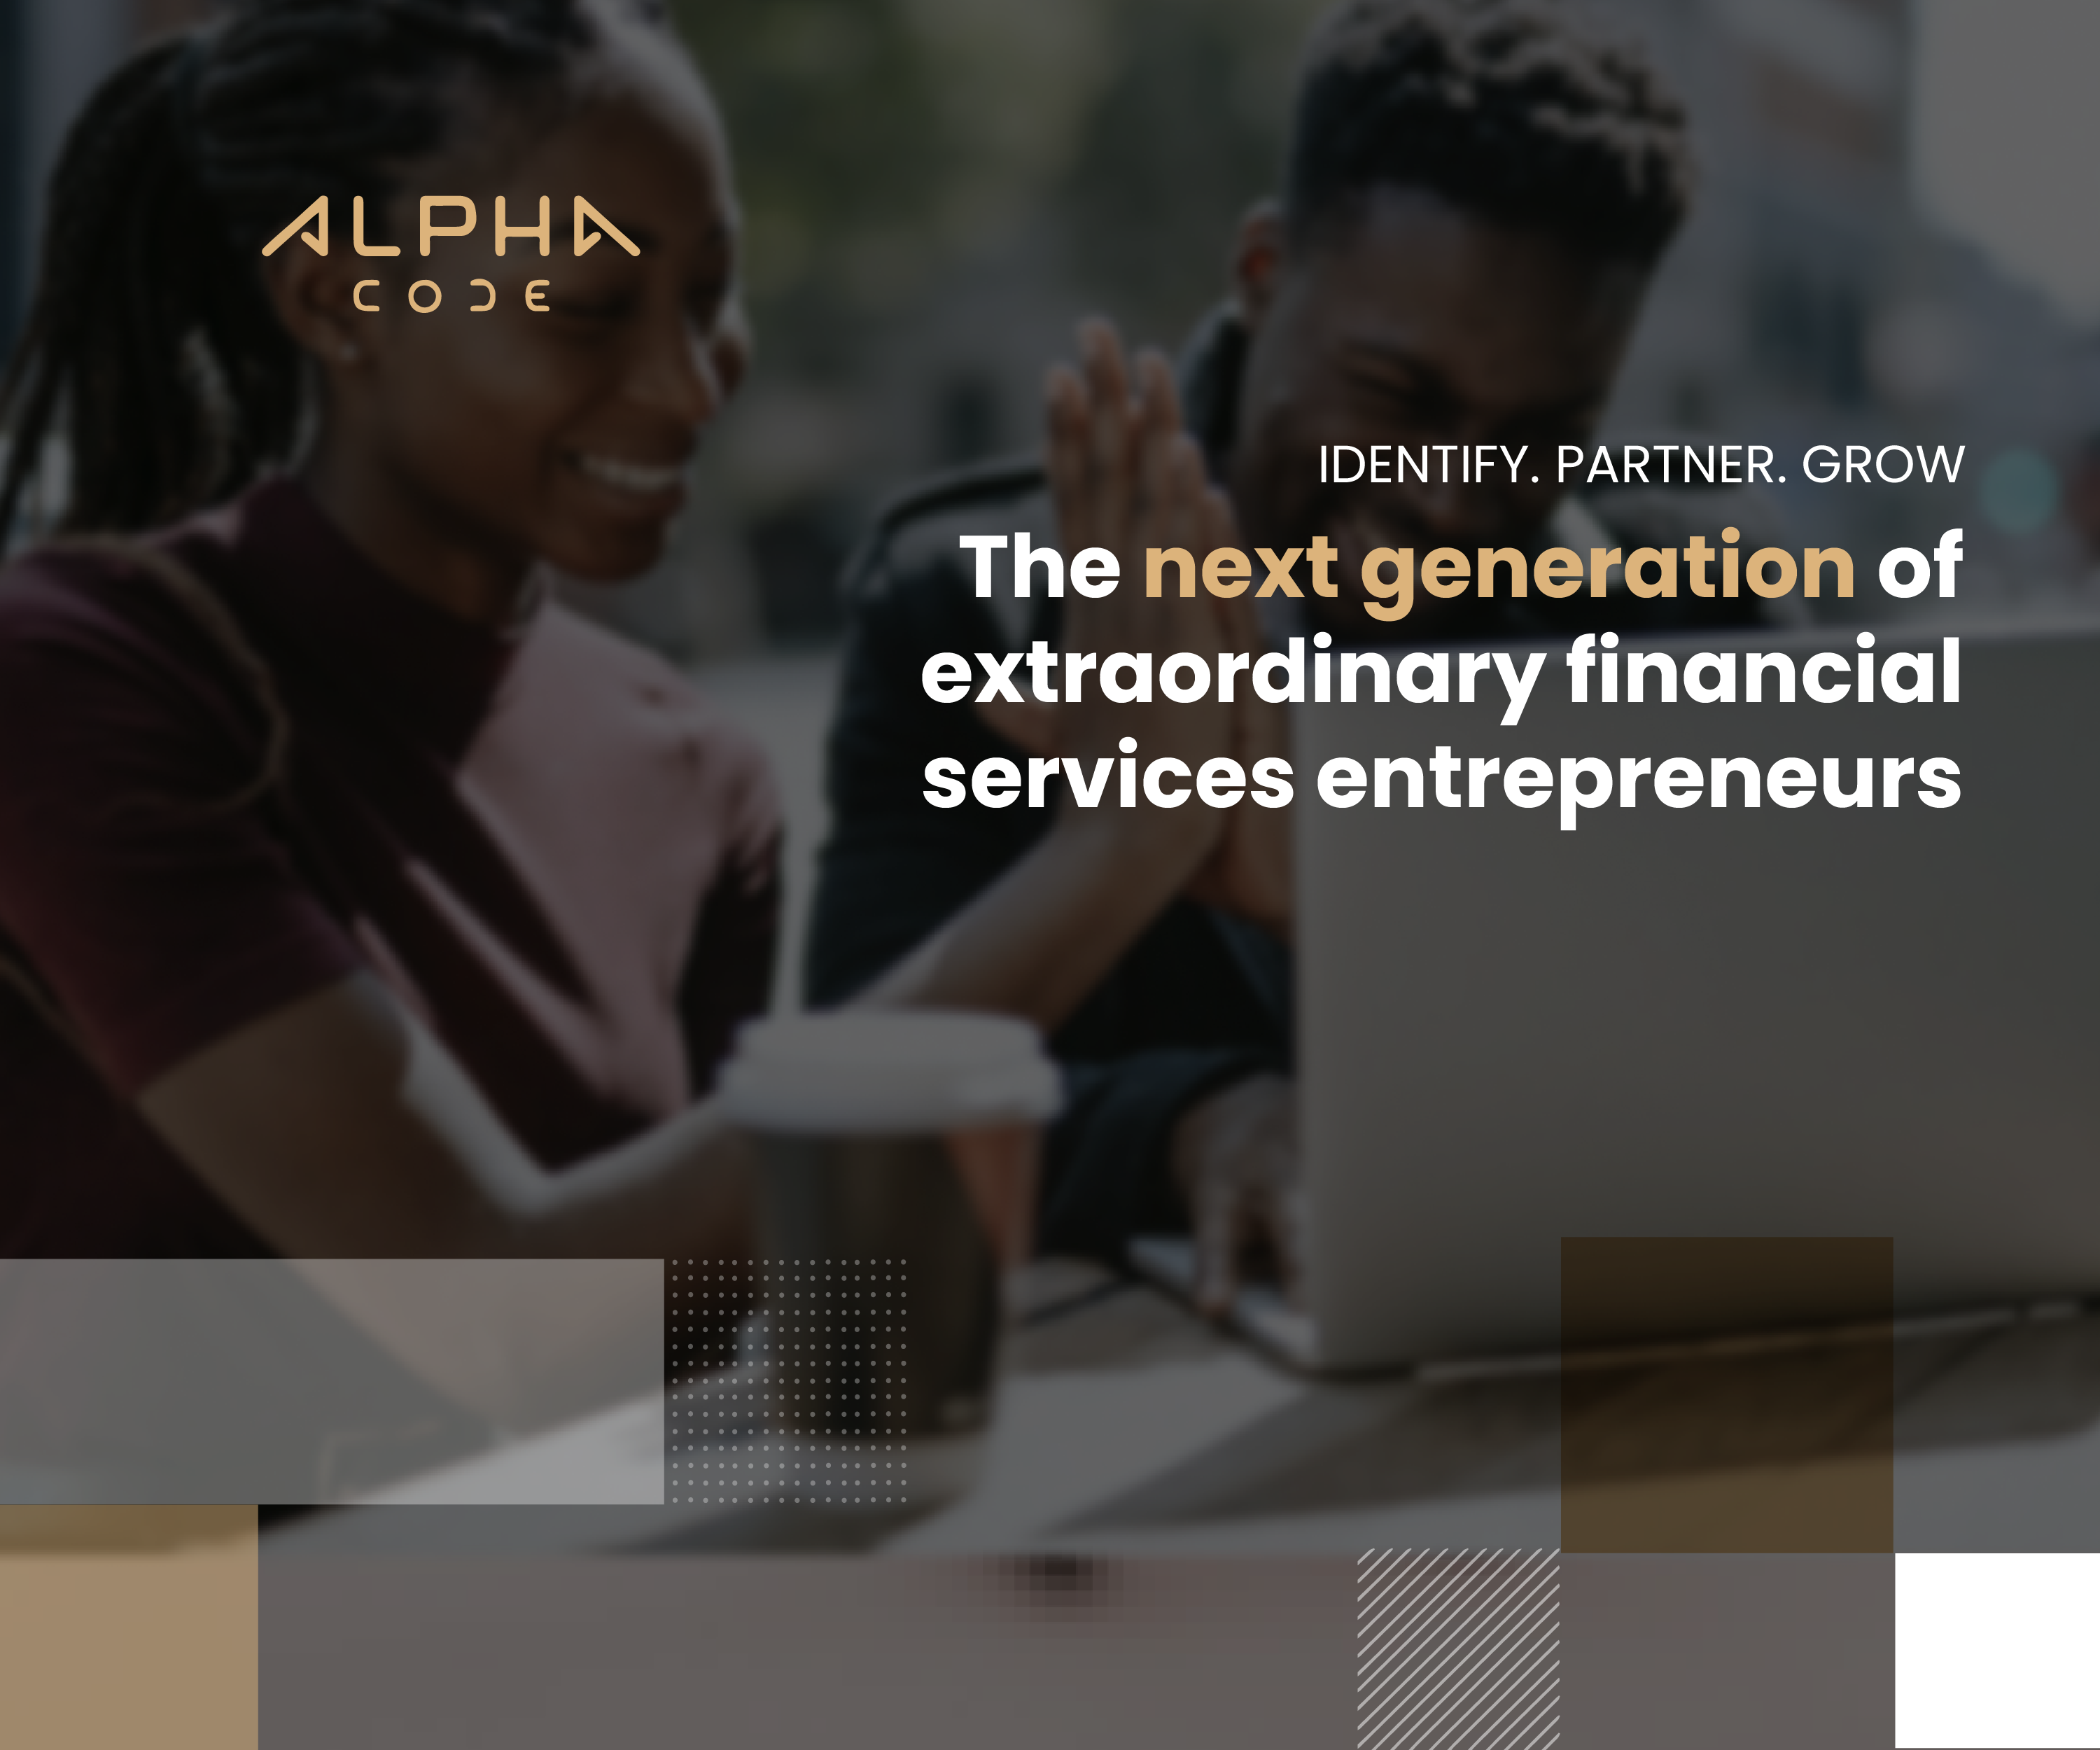 ALPHA
CODE
IDENTIFY. PARTNER. GROW
The next generation of
extraordinary financial
services entrepreneurs